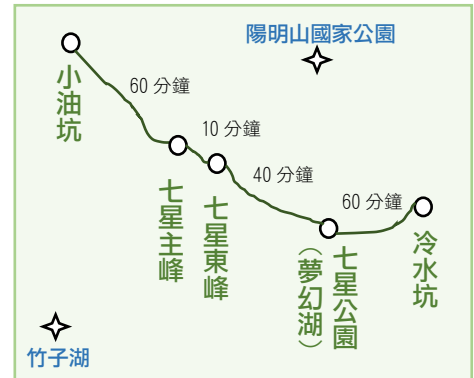 陽明山國家公園
小油坑
60 分鐘
10 分鐘
七星主峰
七星東峰
40 分鐘
60 分鐘
七星公園
（夢幻湖）
冷水坑
竹子湖